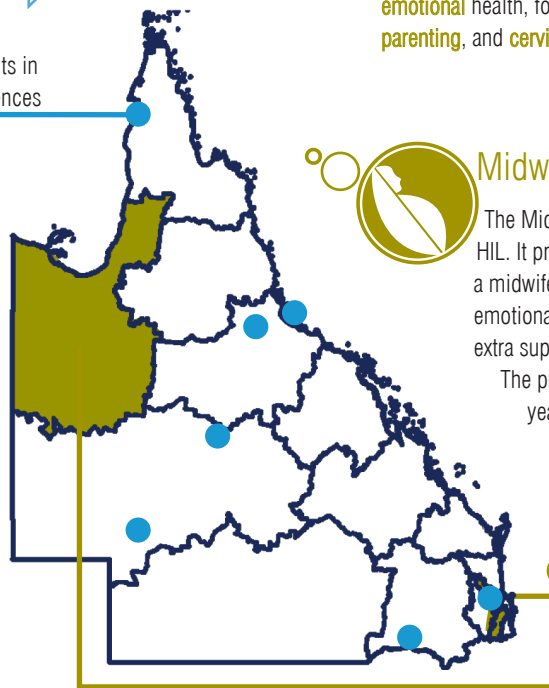 emotional health, fo
parenting, and cervi
ts in
nces
Midw
The Mid
HIL. It pr
a midwife
emotiona
extra sup
The pr
yea